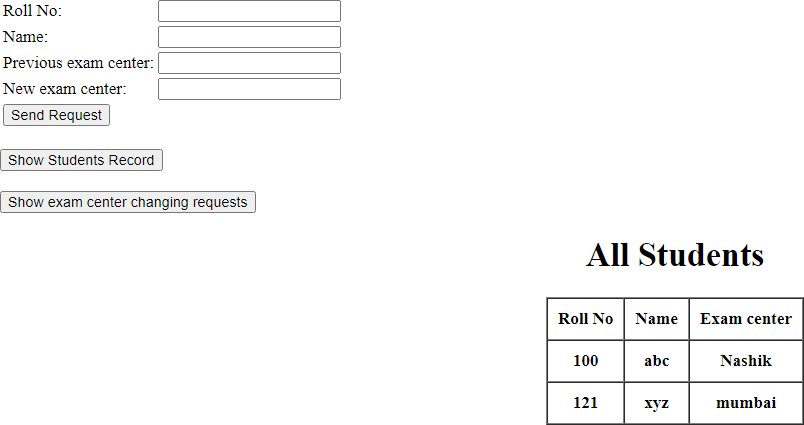 Roll No:
Name:
Previous exam center:
New exam center:
Send Request
Show Students Record
Show exam center changing requests
All Students
Roll No Name Exam center
100 abc Nashik
121 xyz mumbai